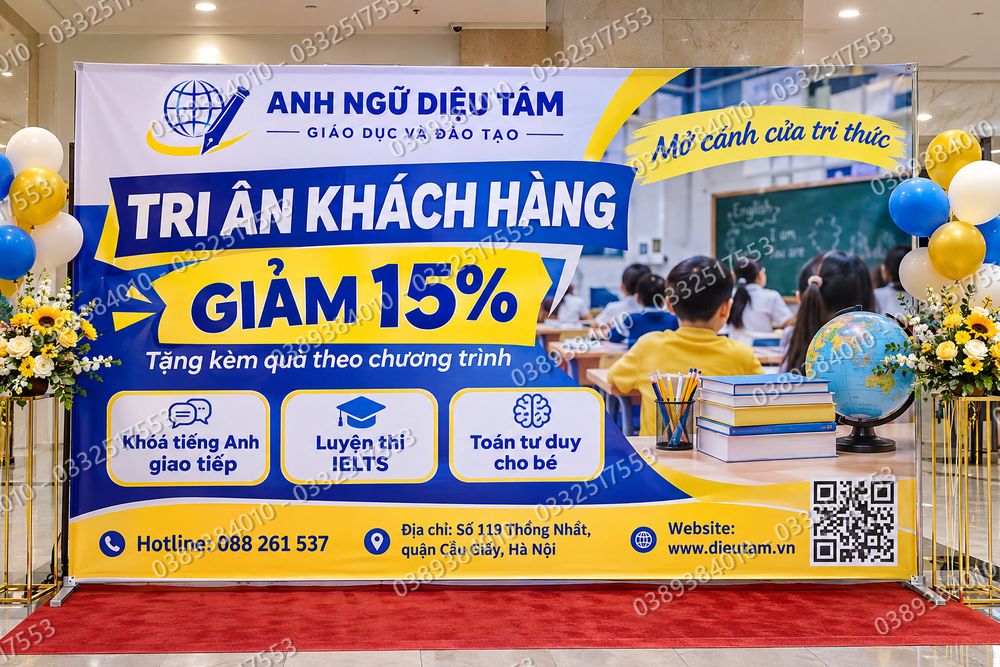 ANH NGỮ DIỆU TÂM
GIÁO DỤC VÀ ĐÀO TẠO
Mở cánh cửa tri thức
English
I am
TRI ÂN KHÁCH HÀNG
GIẢM 15%
Tặng kèm quà theo chương trình
Khoá tiếng Anh
giao tiếp
Luyện thi
IELTS
Toán tư duy
cho bé
Hotline: 088 261 537
Địa chỉ: Số 119 Thống Nhất,
quận Cầu Giấy, Hà Nội
Website:
www.dieutam.vn
0389384010 - 0332517553